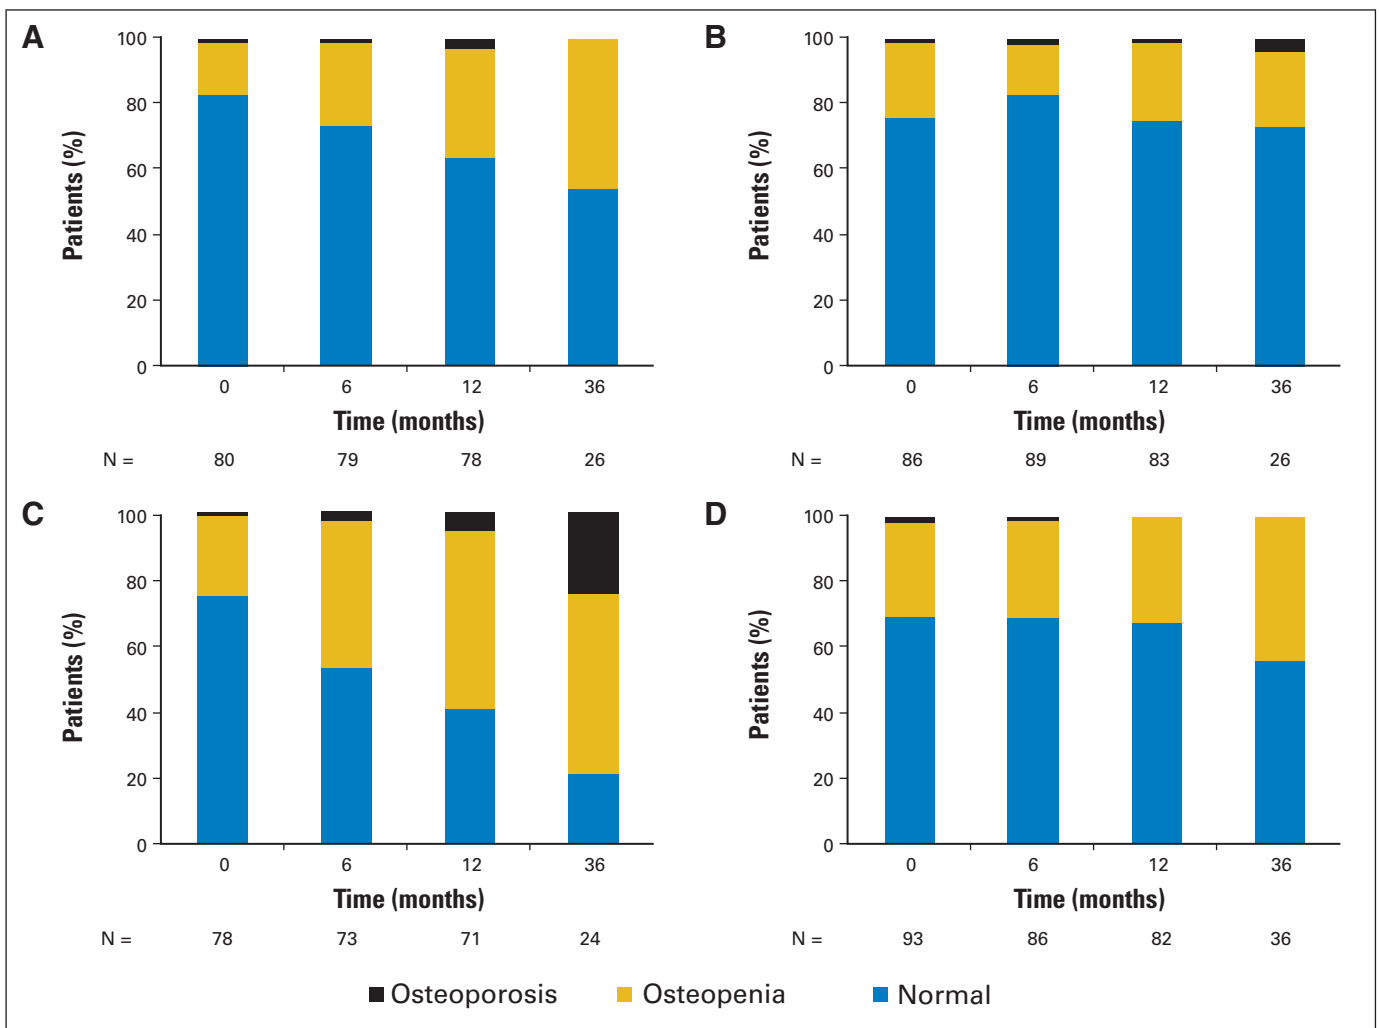 A
100
80
60
40
20
0
Patients (%)
0 6 12 36
Time (months)
N = 80 79 78 26
B
100
80
60
40
20
0
Patients (%)
0 6 12 36
Time (months)
N = 86 89 83 26
C
100
80
60
40
20
0
Patients (%)
0 6 12 36
Time (months)
N = 78 73 71 24
D
100
80
60
40
20
0
Patients (%)
0 6 12 36
Time (months)
N = 93 86 82 36
Osteoporosis Osteopenia Normal